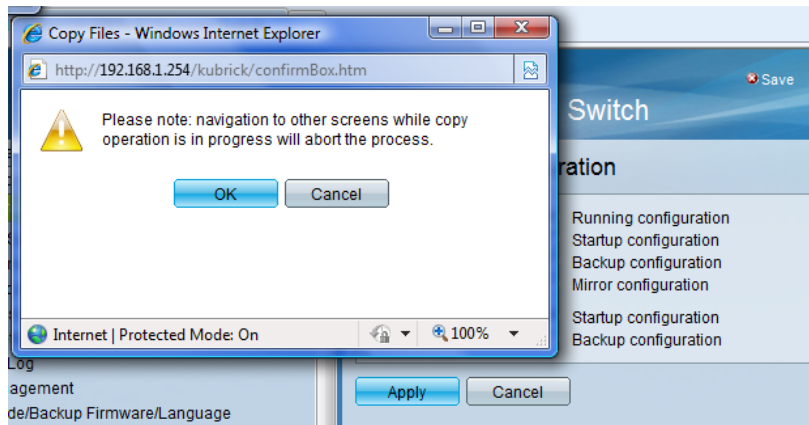 Copy Files - Windows Internet Explorer
http://192.168.1.254/kubrick/confirmBox.htm
Please note: navigation to other screens while copy
operation is in progress will abort the process.
OK Cancel
Internet | Protected Mode: On 100%
Save
Switch
ration
Running configuration
Startup configuration
Backup configuration
Mirror configuration
Startup configuration
Backup configuration
Apply Cancel
Log
agement
de/Backup Firmware/Language